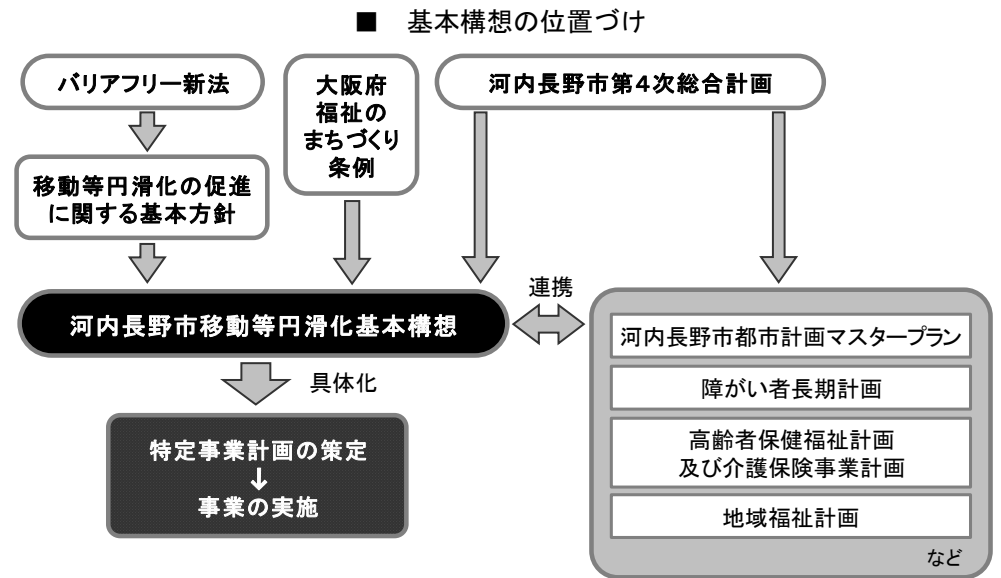 ■ 基本構想の位置づけ
バリアフリー新法
大阪府
福祉の
まちづくり
条例
河内長野市第4次総合計画
移動等円滑化の促進
に関する基本方針
河内長野市移動等円滑化基本構想
連携
河内長野市都市計画マスタープラン
障がい者長期計画
高齢者保健福祉計画
及び介護保険事業計画
地域福祉計画
など
具体化
特定事業計画の策定
↓
事業の実施